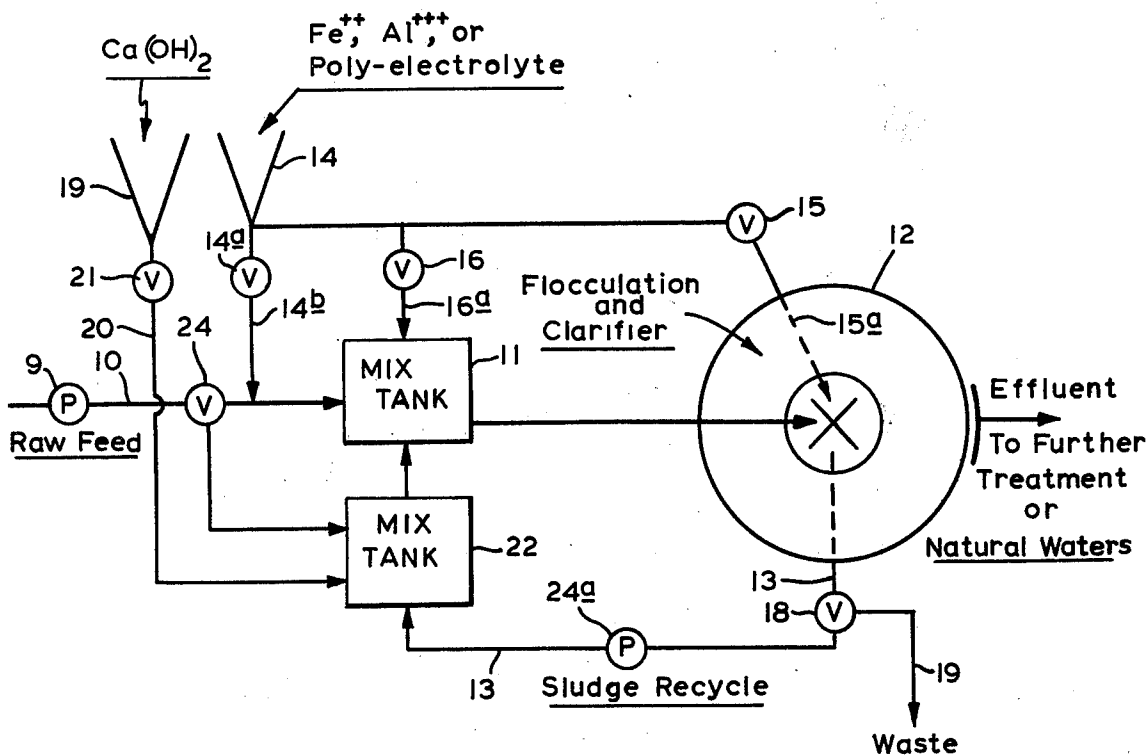 Ca(OH)2
Fe++, Al+++, or
Poly-electrolyte
19
14
15
12
21
V
14a
V
V
16
V
Flocculation
and
Clarifier
20
14b
24
16a
15a
9
10
11
P
V
MIX
TANK
Effluent
Raw Feed
To Further
Treatment
or
Natural Waters
MIX
TANK
22
13
24a
18
V
P
13
Sludge Recycle
19
Waste